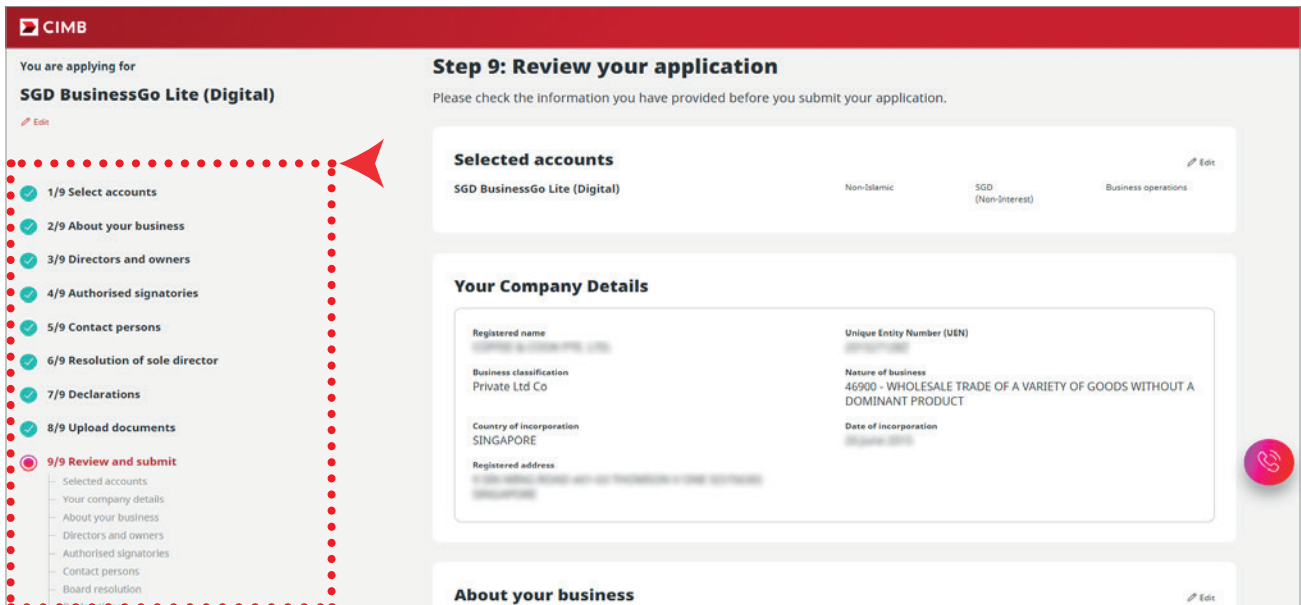 CIMB
You are applying for
SGD BusinessGo Lite (Digital)
Edit
1/9 Select accounts
2/9 About your business
3/9 Directors and owners
4/9 Authorised signatories
5/9 Contact persons
6/9 Resolution of sole director
7/9 Declarations
8/9 Upload documents
9/9 Review and submit
Selected accounts
Your company details
About your business
Directors and owners
Authorised signatories
Contact persons
Board resolution
Step 9: Review your application
Please check the information you have provided before you submit your application.
Selected accounts
Edit
SGD BusinessGo Lite (Digital)
Non-Islamic
SGD
(Non-Interest)
Business operations
Your Company Details
Registered name
Unique Entity Number (UEN)
Business classification
Private Ltd Co
Nature of business
46900 - WHOLESALE TRADE OF A VARIETY OF GOODS WITHOUT A
DOMINANT PRODUCT
Country of incorporation
SINGAPORE
Date of incorporation
Registered address
About your business
Edit